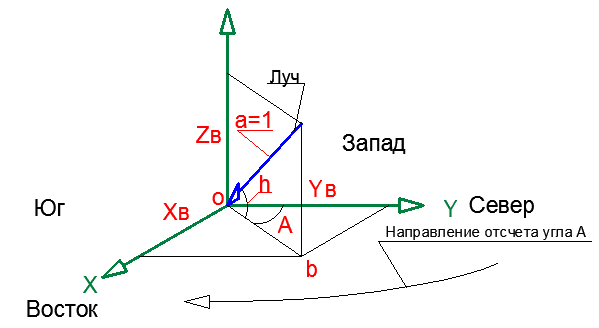 Луч
a=1
Zв
Запад
h
о
Yв
Xв
Юг
A
Y
Север
Направление отсчета угла А
b
X
Восток